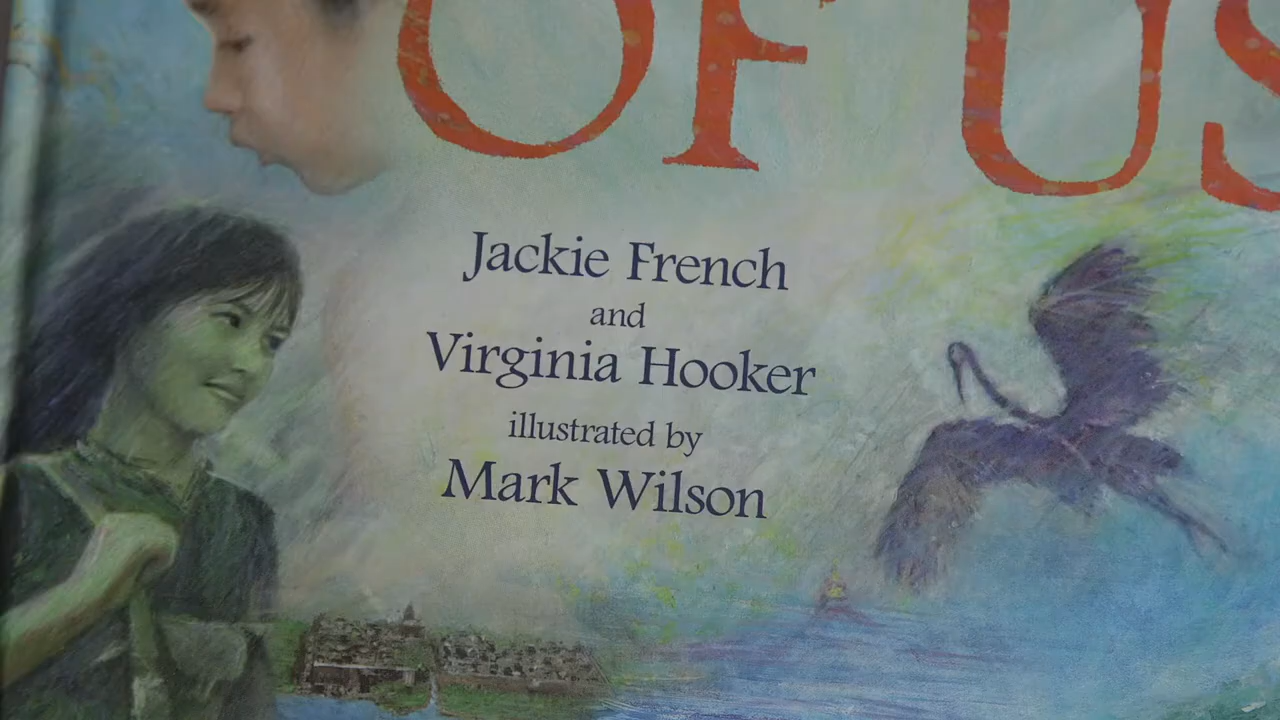 OF US
Jackie French
and
Virginia Hooker
illustrated by
Mark Wilson